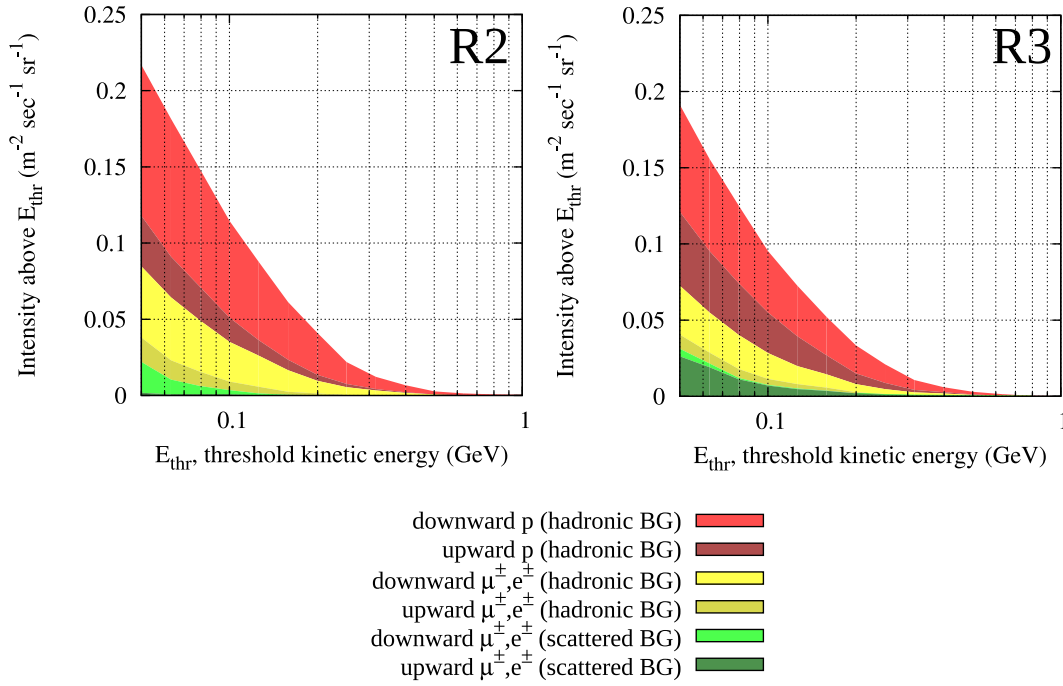 R2
Intensity above E_thr (m⁻² sec⁻¹ sr⁻¹)
0.25
0.2
0.15
0.1
0.05
0
0.1
1
E_thr, threshold kinetic energy (GeV)
R3
Intensity above E_thr (m⁻² sec⁻¹ sr⁻¹)
0.25
0.2
0.15
0.1
0.05
0
0.1
1
E_thr, threshold kinetic energy (GeV)
downward p (hadronic BG)
upward p (hadronic BG)
downward μ±,e± (hadronic BG)
upward μ±,e± (hadronic BG)
downward μ±,e± (scattered BG)
upward μ±,e± (scattered BG)